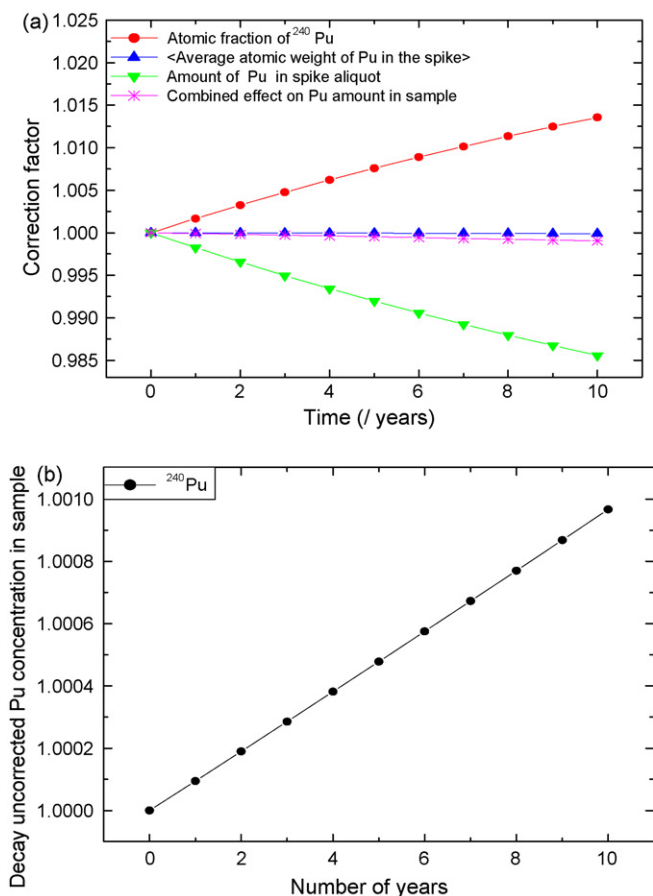 (a)
Atomic fraction of ²⁴⁰ Pu
<Average atomic weight of Pu in the spike>
Amount of Pu in spike aliquot
Combined effect on Pu amount in sample
1.025
1.020
1.015
1.010
1.005
1.000
0.995
0.990
0.985
Correction factor
0 2 4 6 8 10
Time (/ years)
(b)
²⁴⁰Pu
1.0010
1.0008
1.0006
1.0004
1.0002
1.0000
Decay uncorrected Pu concentration in sample
0 2 4 6 8 10
Number of years